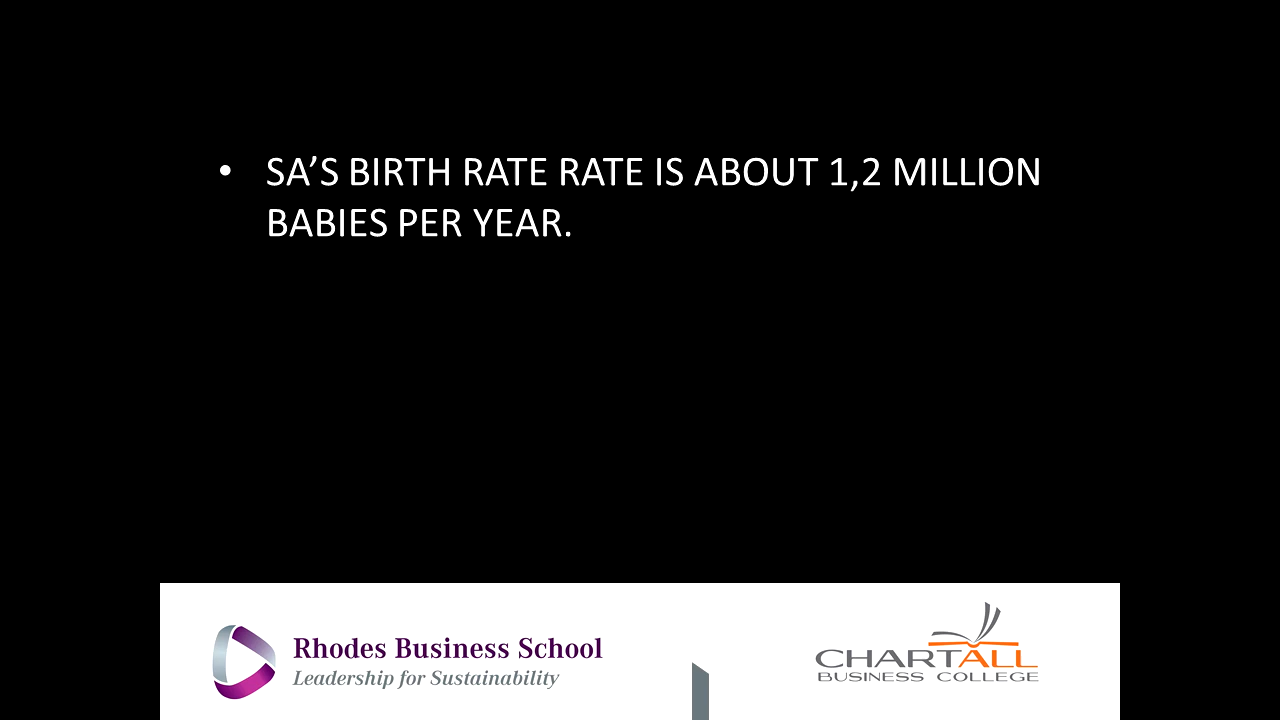 • SA’S BIRTH RATE RATE IS ABOUT 1,2 MILLION
BABIES PER YEAR.
Rhodes Business School
Leadership for Sustainability
CHARTALL
BUSINESS COLLEGE